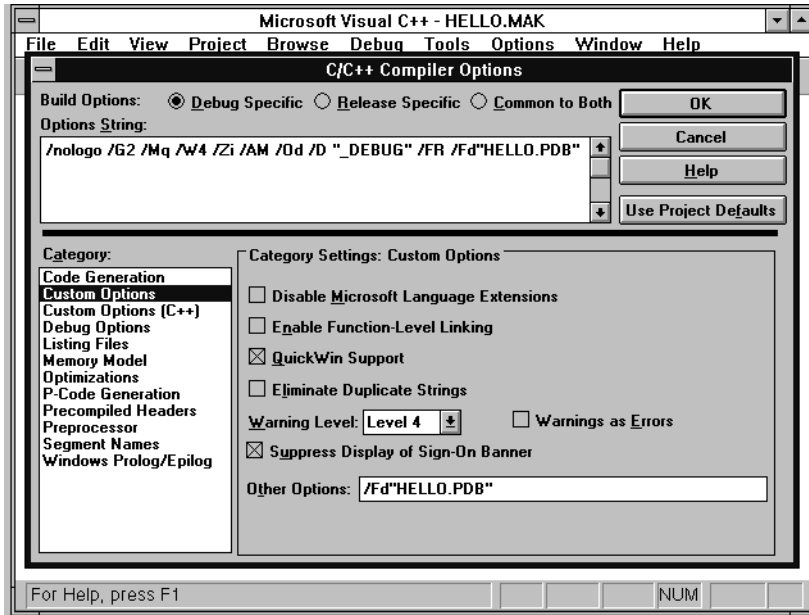 Microsoft Visual C++ - HELLO.MAK
File Edit View Project Browse Debug Tools Options Window Help
C/C++ Compiler Options
Build Options: Debug Specific Release Specific Common to Both
OK
Options String:
/nologo /G2 /Mq /W4 /Zi /AM /Od /D "_DEBUG" /FR /Fd"HELLO.PDB"
Cancel
Help
Use Project Defaults
Category:
Code Generation
Custom Options
Custom Options (C++)
Debug Options
Listing Files
Memory Model
Optimizations
P-Code Generation
Precompiled Headers
Preprocessor
Segment Names
Windows Prolog/Epilog
Category Settings: Custom Options
Disable Microsoft Language Extensions
Enable Function-Level Linking
QuickWin Support
Eliminate Duplicate Strings
Warning Level: Level 4 Warnings as Errors
Suppress Display of Sign-On Banner
Other Options: /Fd"HELLO.PDB"
For Help, press F1 NUM